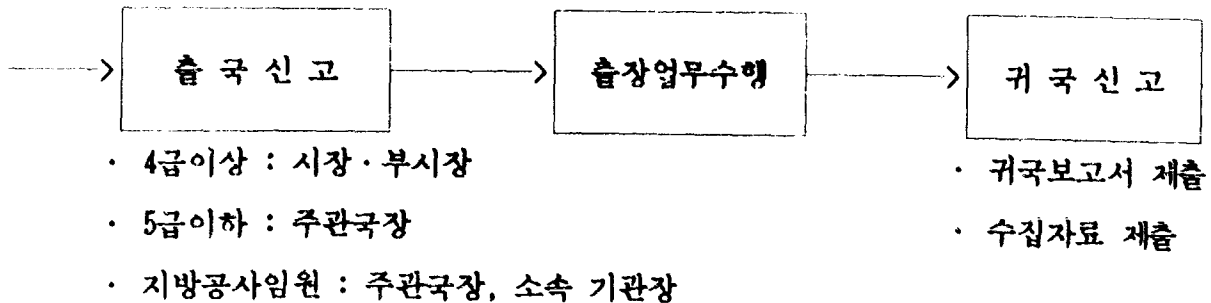 출국신고
출장업무수행
귀국신고
· 4급이상 : 시장 · 부시장
· 5급이하 : 주관국장
· 지방공사임원 : 주관국장, 소속 기관장
· 귀국보고서 제출
· 수집자료 제출